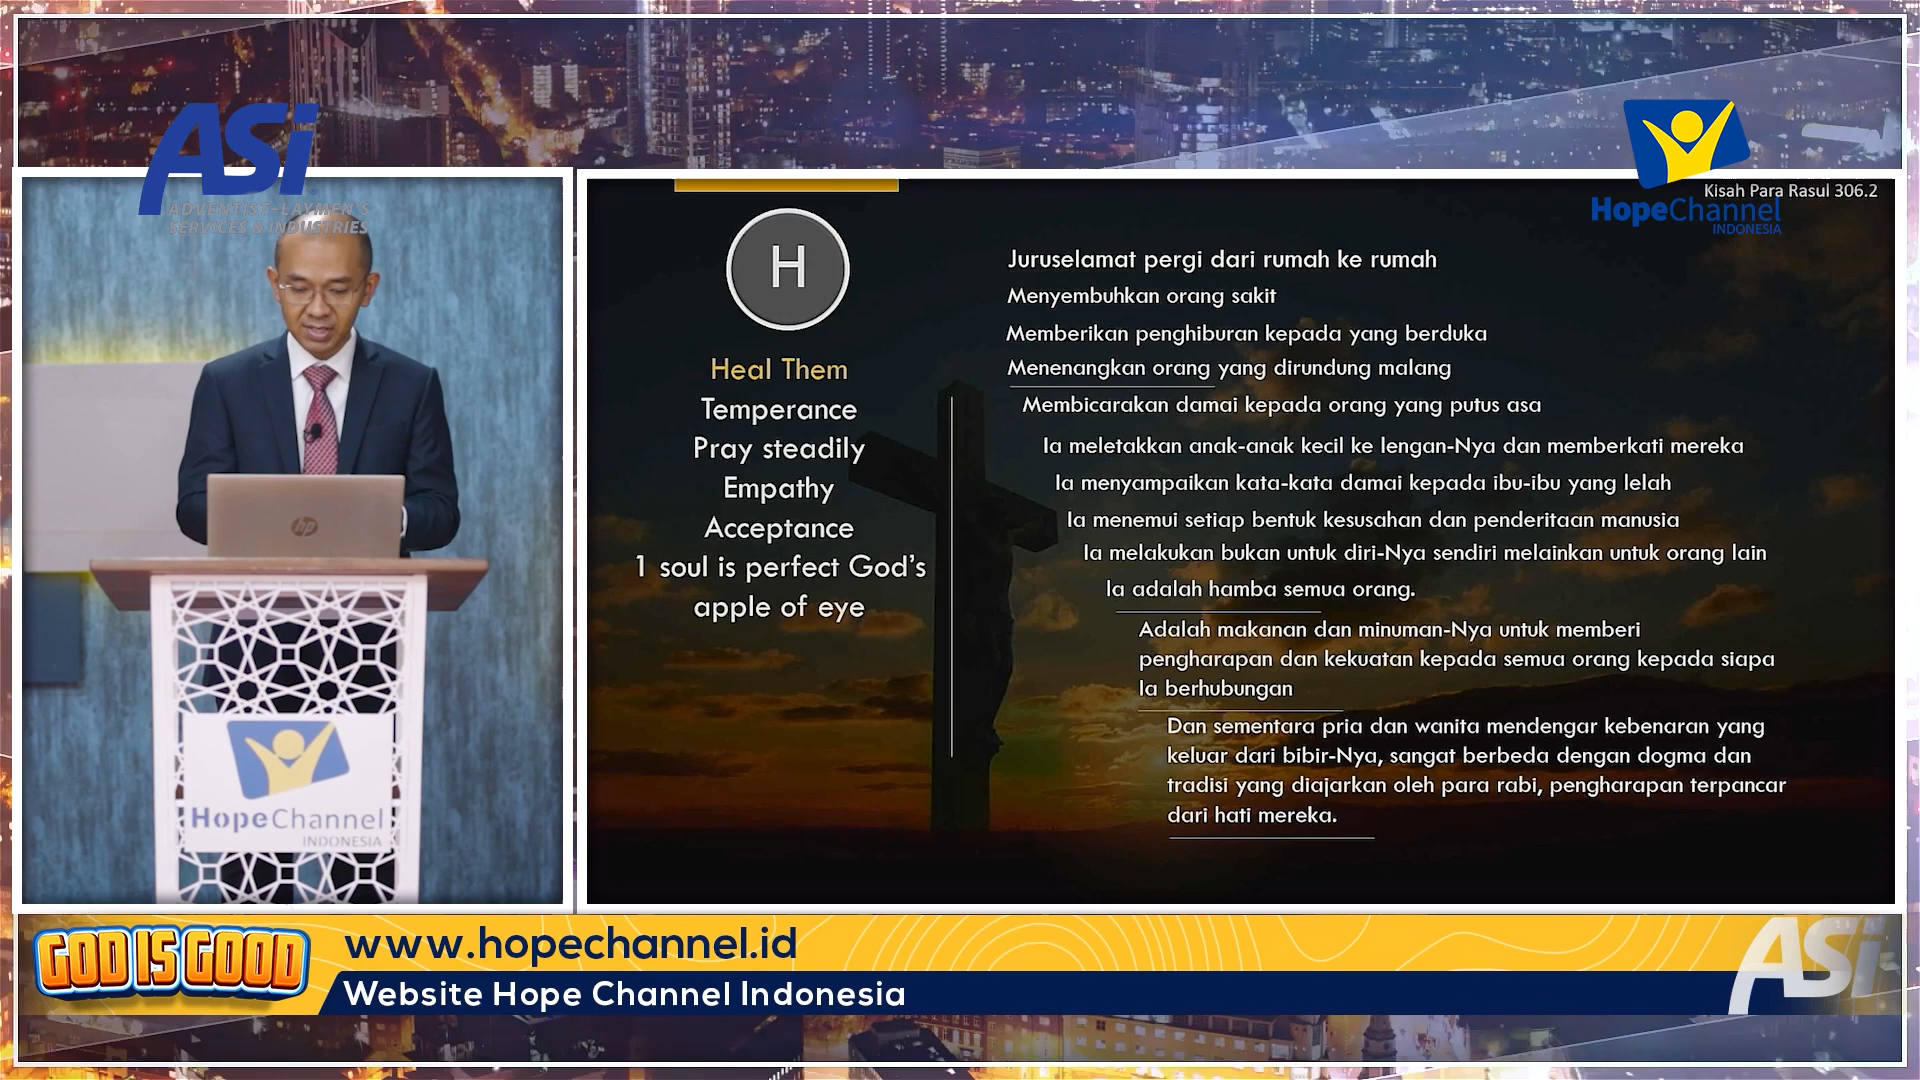 ASi
ADVENTIST-LAYMEN'S
SERVICES & INDUSTRIES
HopeChannel
INDONESIA
Kisah Para Rasul 306.2
H
Heal Them
Temperance
Pray steadily
Empathy
Acceptance
1 soul is perfect God's
apple of eye
Juruselamat pergi dari rumah ke rumah
Menyembuhkan orang sakit
Memberikan penghiburan kepada yang berduka
Menenangkan orang yang dirundung malang
Membicarakan damai kepada orang yang putus asa
Ia meletakkan anak-anak kecil ke lengan-Nya dan memberkati mereka
Ia menyampaikan kata-kata damai kepada ibu-ibu yang lelah
Ia menemui setiap bentuk kesusahan dan penderitaan manusia
Ia melakukan bukan untuk diri-Nya sendiri melainkan untuk orang lain
Ia adalah hamba semua orang.
Adalah makanan dan minuman-Nya untuk memberi
pengharapan dan kekuatan kepada semua orang kepada siapa
Ia berhubungan
Dan sementara pria dan wanita mendengar kebenaran yang
keluar dari bibir-Nya, sangat berbeda dengan dogma dan
tradisi yang diajarkan oleh para rabi, pengharapan terpancar
dari hati mereka.
hp
HopeChannel
INDONESIA
GOD IS GOOD
www.hopechannel.id
Website Hope Channel Indonesia
ASi